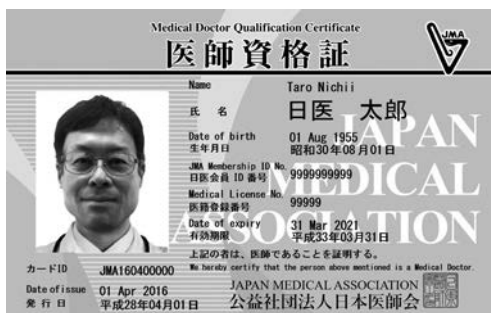 Medical Doctor Qualification Certificate
医師資格証
JMA
Name Taro Nichii
氏 名 日医 太郎
Date of birth 01 Aug 1955
生年月日 昭和30年08月01日
JMA Membership ID No.
日医会員 ID 番号 9999999999
Medical License No.
医籍登録番号 99999
Date of expiry 31 Mar 2021
有効期限 平成33年03月31日
JAPAN
MEDICAL
ASSOCIATION
上記の者は、医師であることを証明する。
We hereby certify that the person above mentioned is a Medical Doctor.
カードID JMA160400000
Date of issue 01 Apr 2016
発行日 平成28年04月01日
JAPAN MEDICAL ASSOCIATION
公益社団法人日本医師会